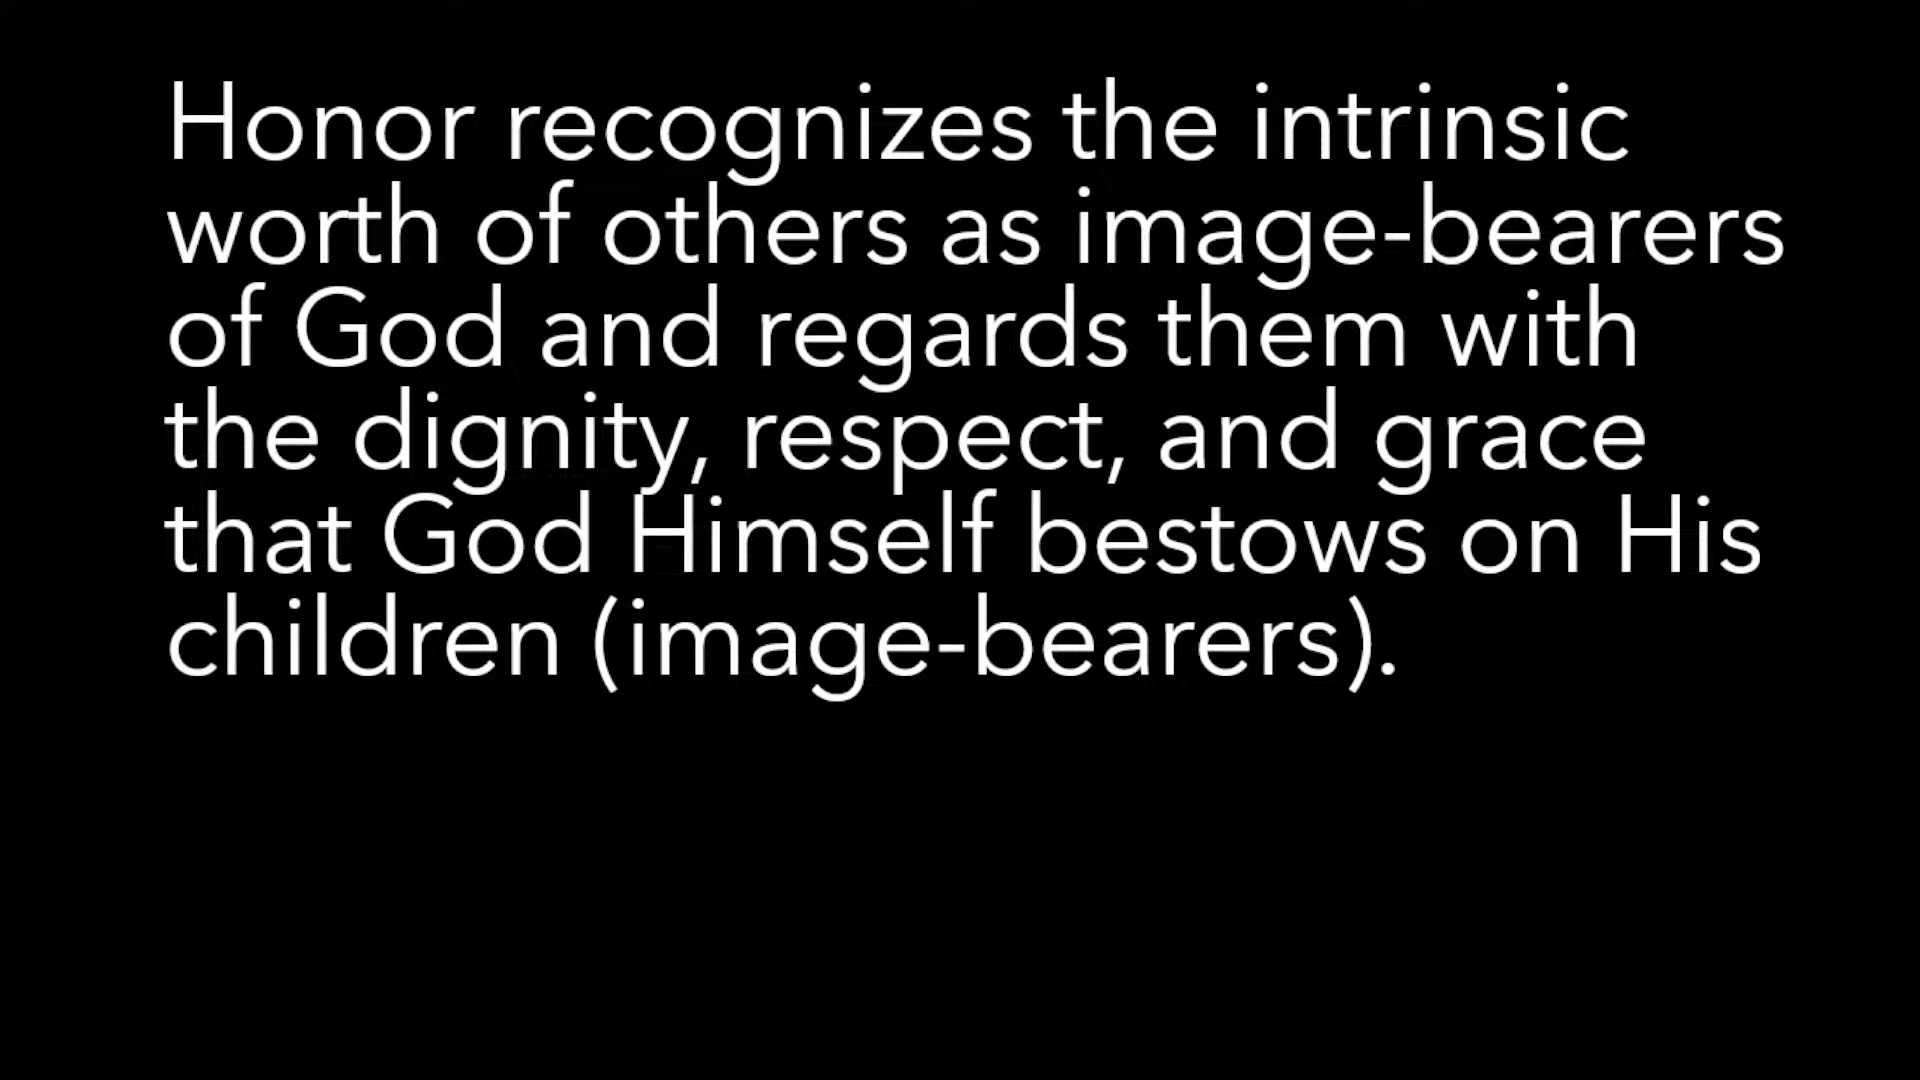 Honor recognizes the intrinsic
worth of others as image-bearers
of God and regards them with
the dignity, respect, and grace
that God Himself bestows on His
children (image-bearers).